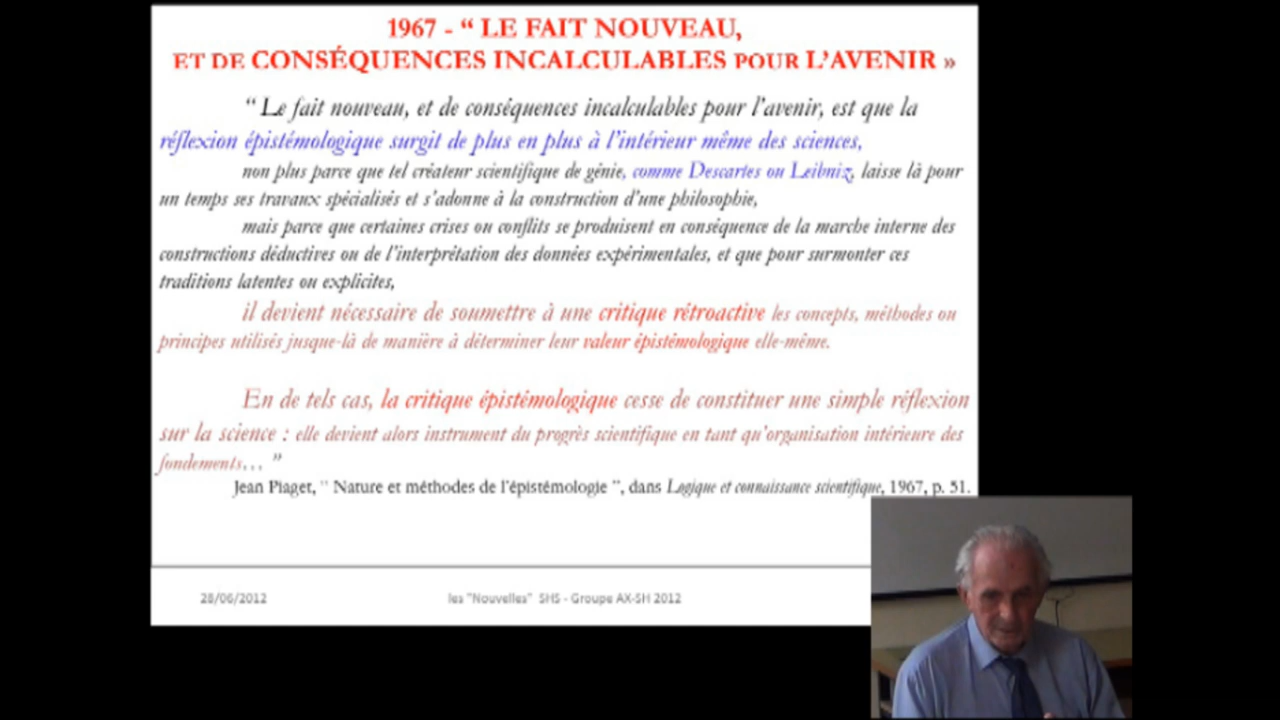 1967 - “ LE FAIT NOUVEAU,
ET DE CONSÉQUENCES INCALCULABLES POUR L’AVENIR »
“ Le fait nouveau, et de conséquences incalculables pour l’avenir, est que la
réflexion épistémologique surgit de plus en plus à l’intérieur même des sciences,
non plus parce que tel créateur scientifique de génie, comme Descartes ou Leibniz, laisse là pour
un temps ses travaux spécialisés et s’adonne à la construction d’une philosophie,
mais parce que certaines crises ou conflits se produisent en conséquence de la marche interne des
constructions déductives ou de l’interprétation des données expérimentales, et que pour surmonter ces
traditions latentes ou explicites,
il devient nécessaire de soumettre à une critique rétroactive les concepts, méthodes ou
principes utilisés jusque-là de manière à déterminer leur valeur épistémologique elle-même.
En de tels cas, la critique épistémologique cesse de constituer une simple réflexion
sur la science : elle devient alors instrument du progrès scientifique en tant qu’organisation intérieure des
fondements… ”
Jean Piaget, “ Nature et méthodes de l’épistémologie ”, dans Logique et connaissance scientifique, 1967, p. 51.
28/06/2012
les "Nouvelles" SHS - Groupe AX-SH 2012